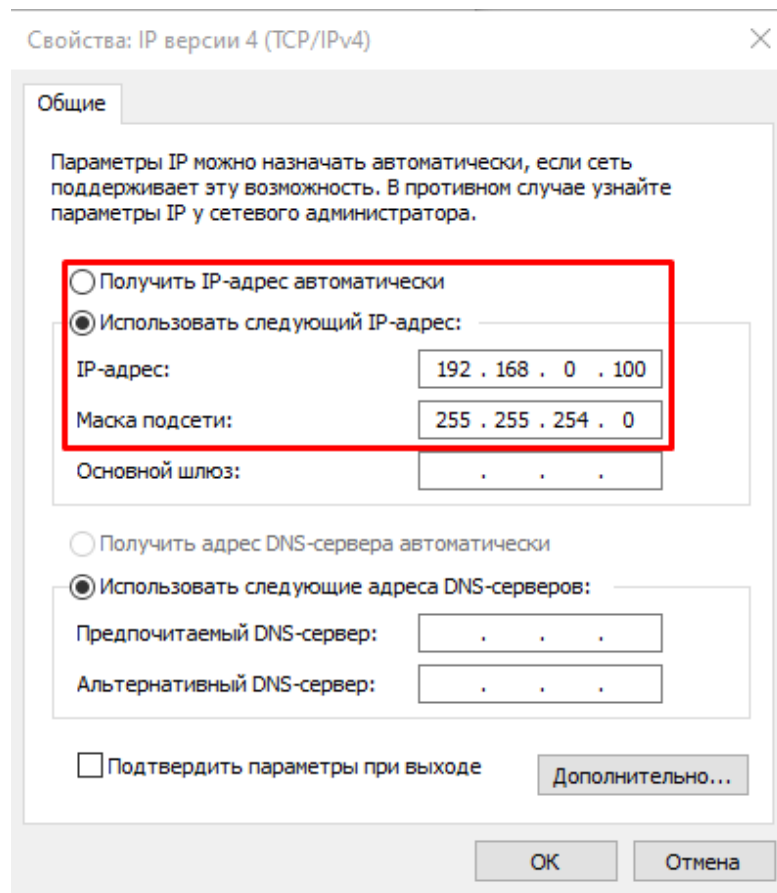 Свойства: IP версии 4 (TCP/IPv4)
Общие
Параметры IP можно назначать автоматически, если сеть
поддерживает эту возможность. В противном случае узнайте
параметры IP у сетевого администратора.
Получить IP-адрес автоматически
Использовать следующий IP-адрес:
IP-адрес: 192 . 168 . 0 . 100
Маска подсети: 255 . 255 . 254 . 0
Основной шлюз: . . .
Получить адрес DNS-сервера автоматически
Использовать следующие адреса DNS-серверов:
Предпочитаемый DNS-сервер: . . .
Альтернативный DNS-сервер: . . .
Подтвердить параметры при выходе
Дополнительно...
ОК Отмена